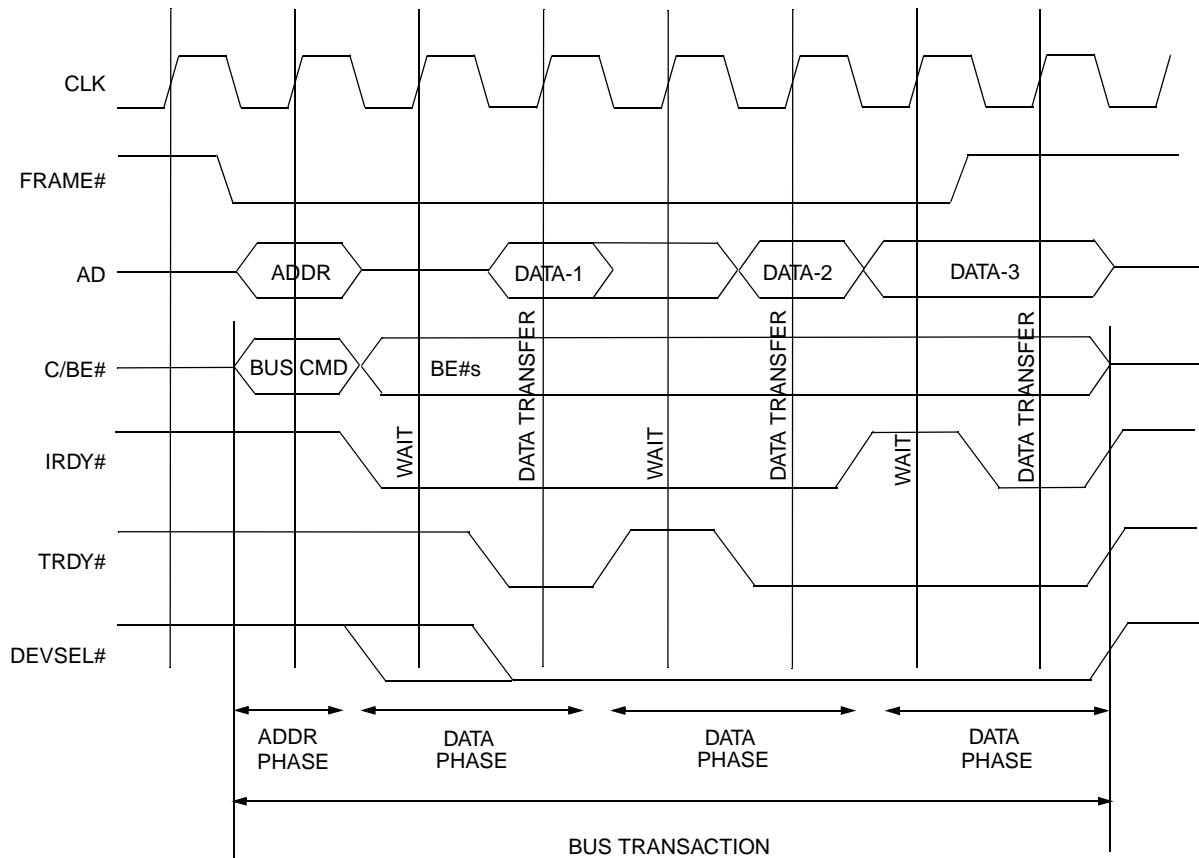 CLK
FRAME#
AD
ADDR
DATA-1
DATA-2
DATA-3
C/BE#
BUS CMD
BE#s
DATA TRANSFER
DATA TRANSFER
DATA TRANSFER
IRDY#
WAIT
WAIT
WAIT
TRDY#
DEVSEL#
ADDR
PHASE
DATA
PHASE
DATA
PHASE
DATA
PHASE
BUS TRANSACTION